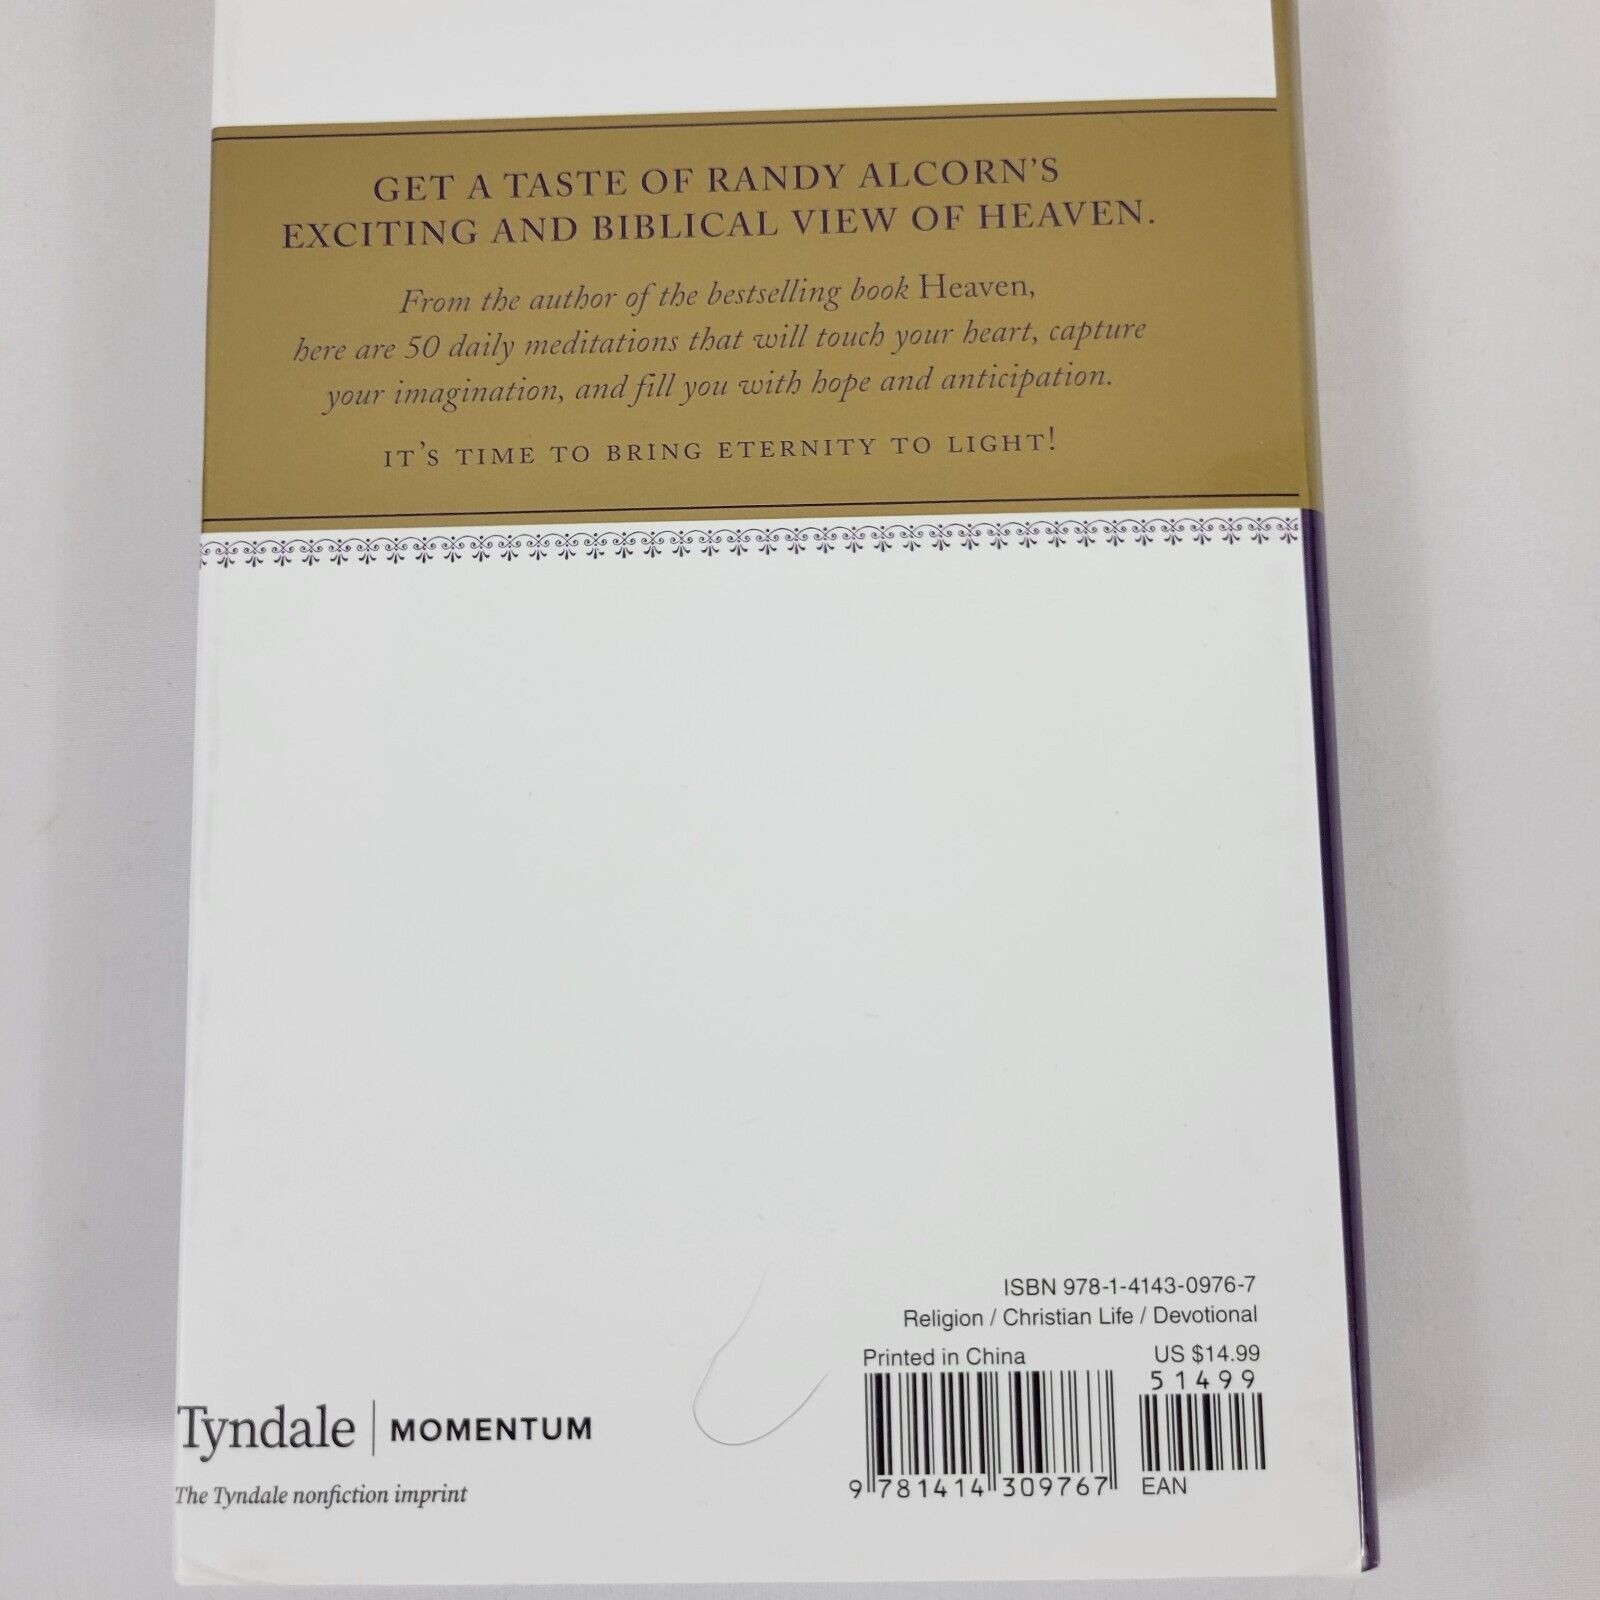 GET A TASTE OF RANDY ALCORN'S
EXCITING AND BIBLICAL VIEW OF HEAVEN.
From the author of the bestselling book Heaven,
here are 50 daily meditations that will touch your heart, capture
your imagination, and fill you with hope and anticipation.
IT'S TIME TO BRING ETERNITY TO LIGHT!
ISBN 978-1-4143-0976-7
Religion / Christian Life / Devotional
Printed in China US $14.99
51499
9 781414 309767 EAN
Tyndale | MOMENTUM
The Tyndale nonfiction imprint